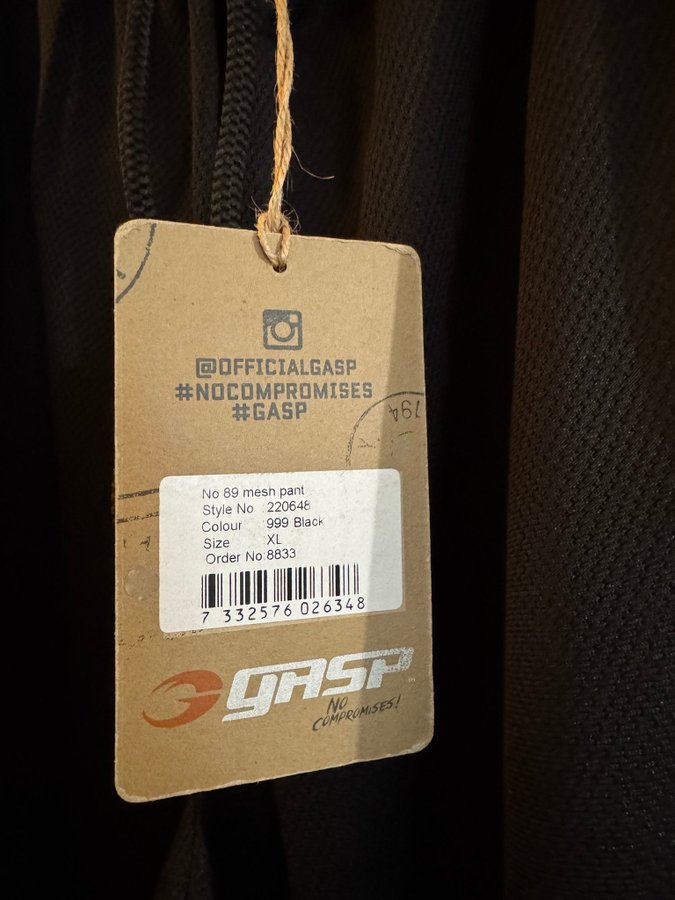 @OFFICIALGASP
#NOCOMPROMISES
#GASP
794
No 89 mesh pant
Style No 220648
Colour 999 Black
Size XL
Order No:8833
7 332576 026348
GASP
NO
COMPROMISES!